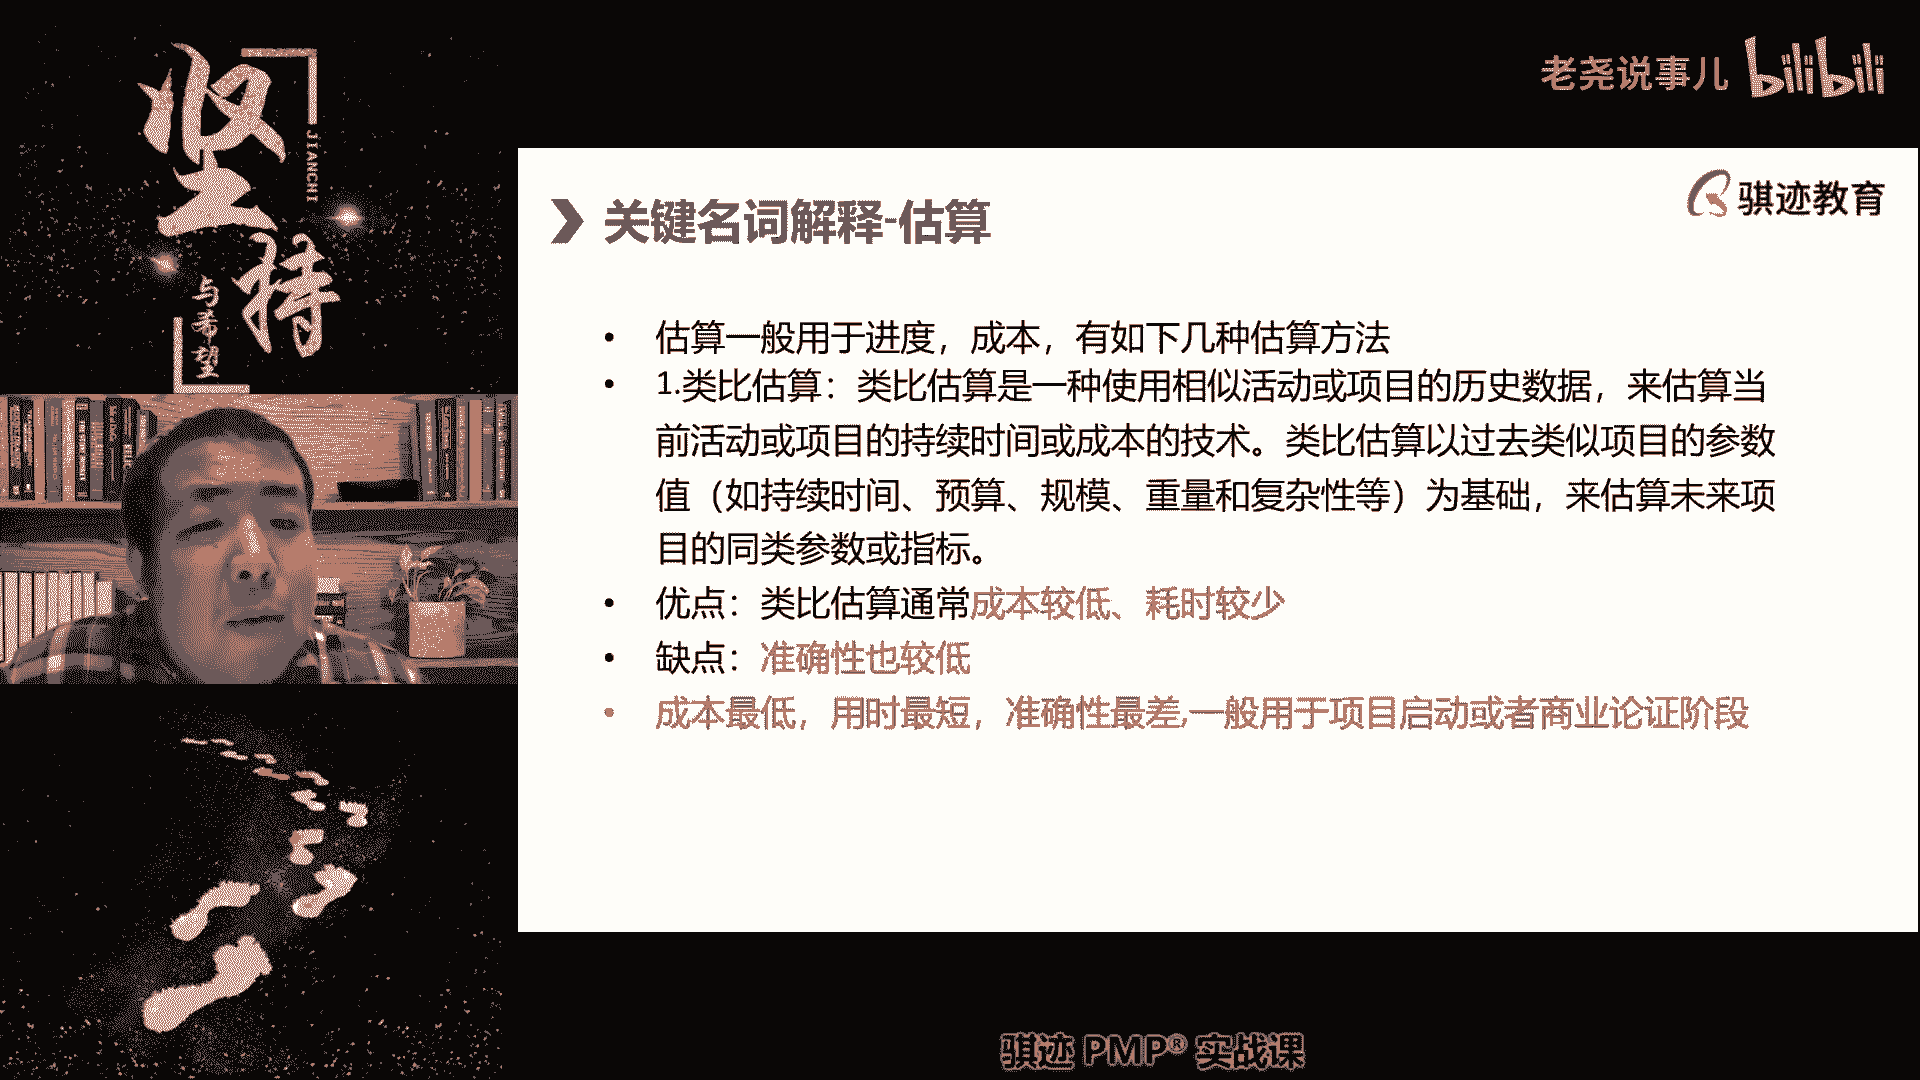 坚持
JIANCHI
与希望
老尧说事儿 bilibili
骐迹教育
关键名词解释-估算
• 估算一般用于进度，成本，有如下几种估算方法
• 1.类比估算：类比估算是一种使用相似活动或项目的历史数据，来估算当
前活动或项目的持续时间或成本的技术。类比估算以过去类似项目的参数
值（如持续时间、预算、规模、重量和复杂性等）为基础，来估算未来项
目的同类参数或指标。
• 优点：类比估算通常成本较低、耗时较少
• 缺点：准确性也较低
• 成本最低，用时最短，准确性最差,一般用于项目启动或者商业论证阶段
骐迹 PMP® 实战课